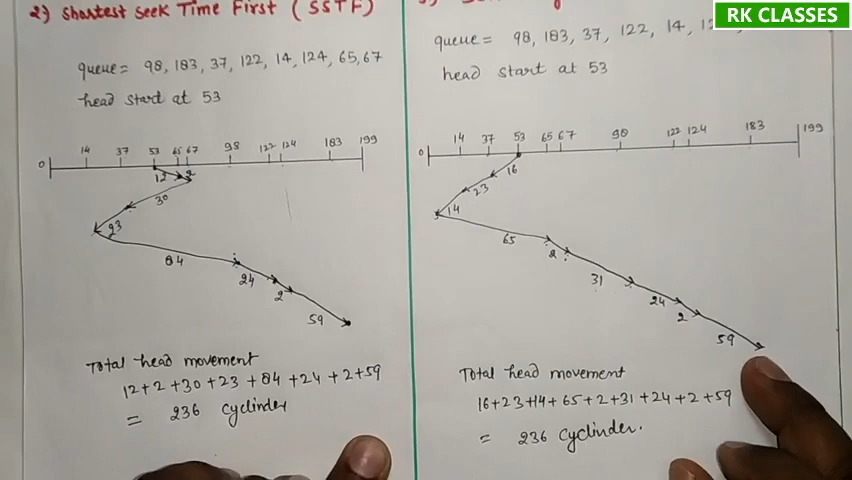 RK CLASSES
2) Shortest Seek Time First (SSTF)
queue = 98, 183, 37, 122, 14, 124, 65, 67
head start at 53
0 14 37 53 65 67 98 122 124 183 199
12 2
30
23
84
24
2
59
Total head movement
12+2+30+23+84+24+2+59
= 236 cyclinder
queue = 98, 183, 37, 122, 14,
head start at 53
0 14 37 53 65 67 98 122 124 183 199
16
23
14
65
2
31
24
2
59
Total head movement
16+23+14+65+2+31+24+2+59
= 236 cyclinder.